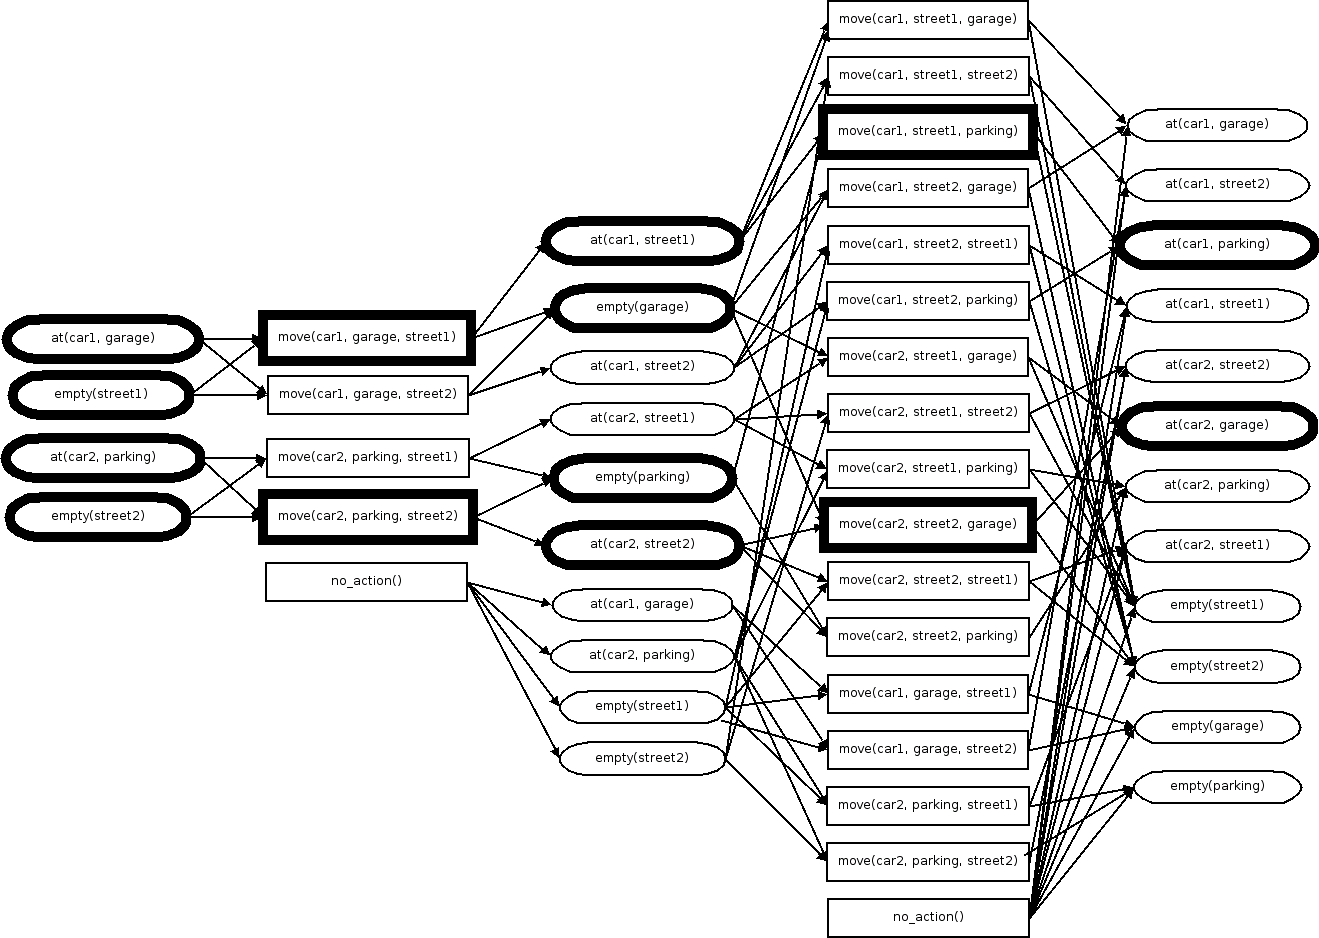 at(car1, garage)
empty(street1)
at(car2, parking)
empty(street2)
move(car1, garage, street1)
move(car1, garage, street2)
move(car2, parking, street1)
move(car2, parking, street2)
no_action()
at(car1, street1)
empty(garage)
at(car1, street2)
at(car2, street1)
empty(parking)
at(car2, street2)
at(car1, garage)
at(car2, parking)
empty(street1)
empty(street2)
move(car1, street1, garage)
move(car1, street1, street2)
move(car1, street1, parking)
move(car1, street2, garage)
move(car1, street2, street1)
move(car1, street2, parking)
move(car2, street1, garage)
move(car2, street1, street2)
move(car2, street1, parking)
move(car2, street2, garage)
move(car2, street2, street1)
move(car2, street2, parking)
move(car1, garage, street1)
move(car1, garage, street2)
move(car2, parking, street1)
move(car2, parking, street2)
no_action()
at(car1, garage)
at(car1, street2)
at(car1, parking)
at(car1, street1)
at(car2, street2)
at(car2, garage)
at(car2, parking)
at(car2, street1)
empty(street1)
empty(street2)
empty(garage)
empty(parking)